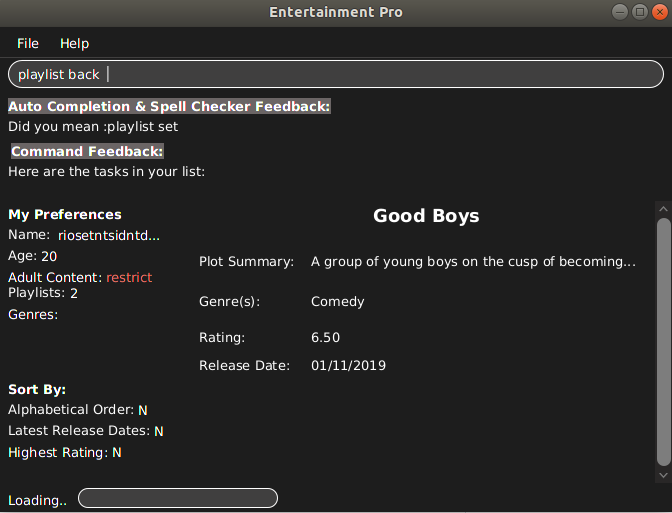 Entertainment Pro
File Help
playlist back
Auto Completion & Spell Checker Feedback:
Did you mean :playlist set
Command Feedback:
Here are the tasks in your list:
My Preferences
Name: riosetntsidntd...
Age: 20
Adult Content: restrict
Playlists: 2
Genres:
Sort By:
Alphabetical Order: N
Latest Release Dates: N
Highest Rating: N
Good Boys
Plot Summary: A group of young boys on the cusp of becoming...
Genre(s): Comedy
Rating: 6.50
Release Date: 01/11/2019
Loading..